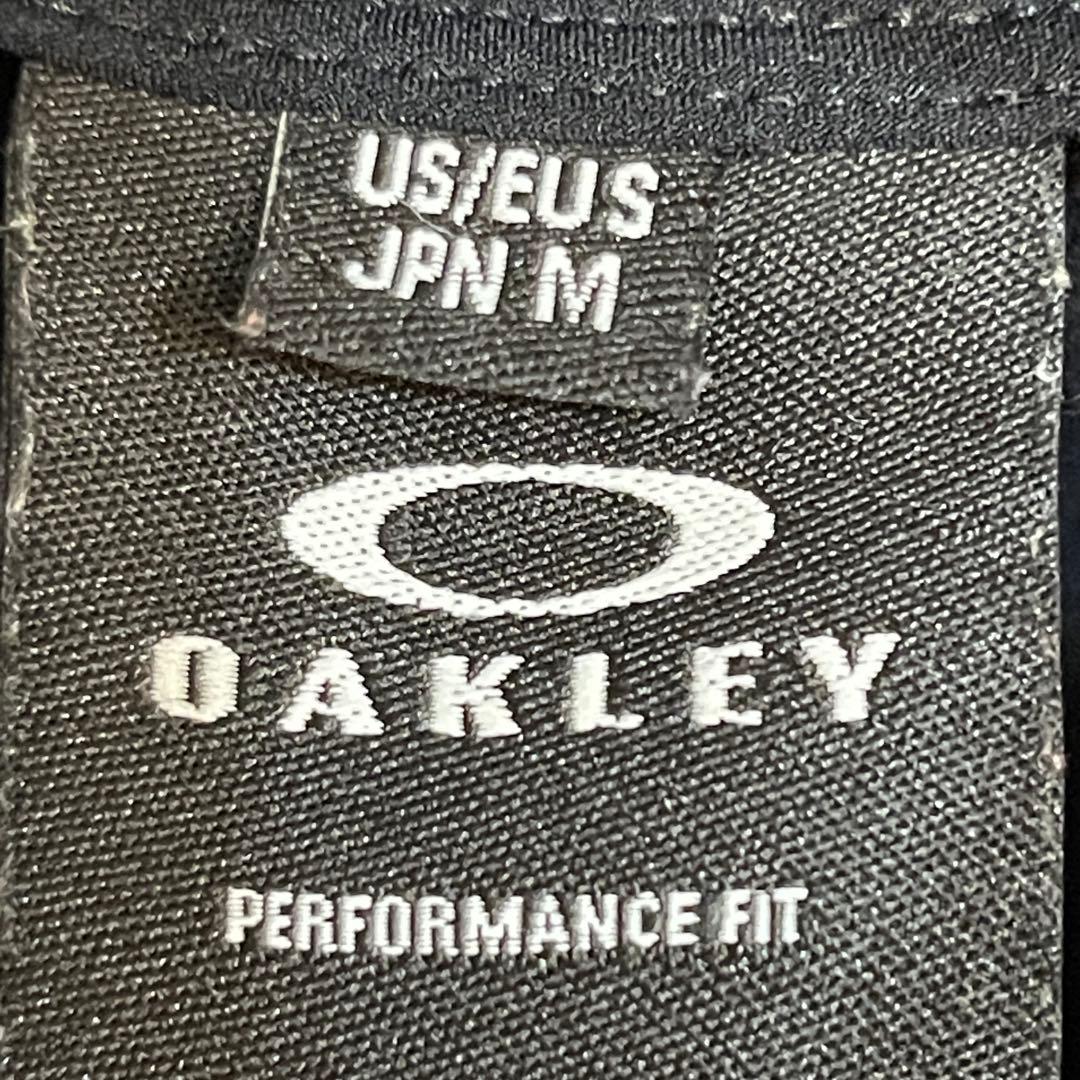 US/EU S
JPN M
OAKLEY
PERFORMANCE FIT